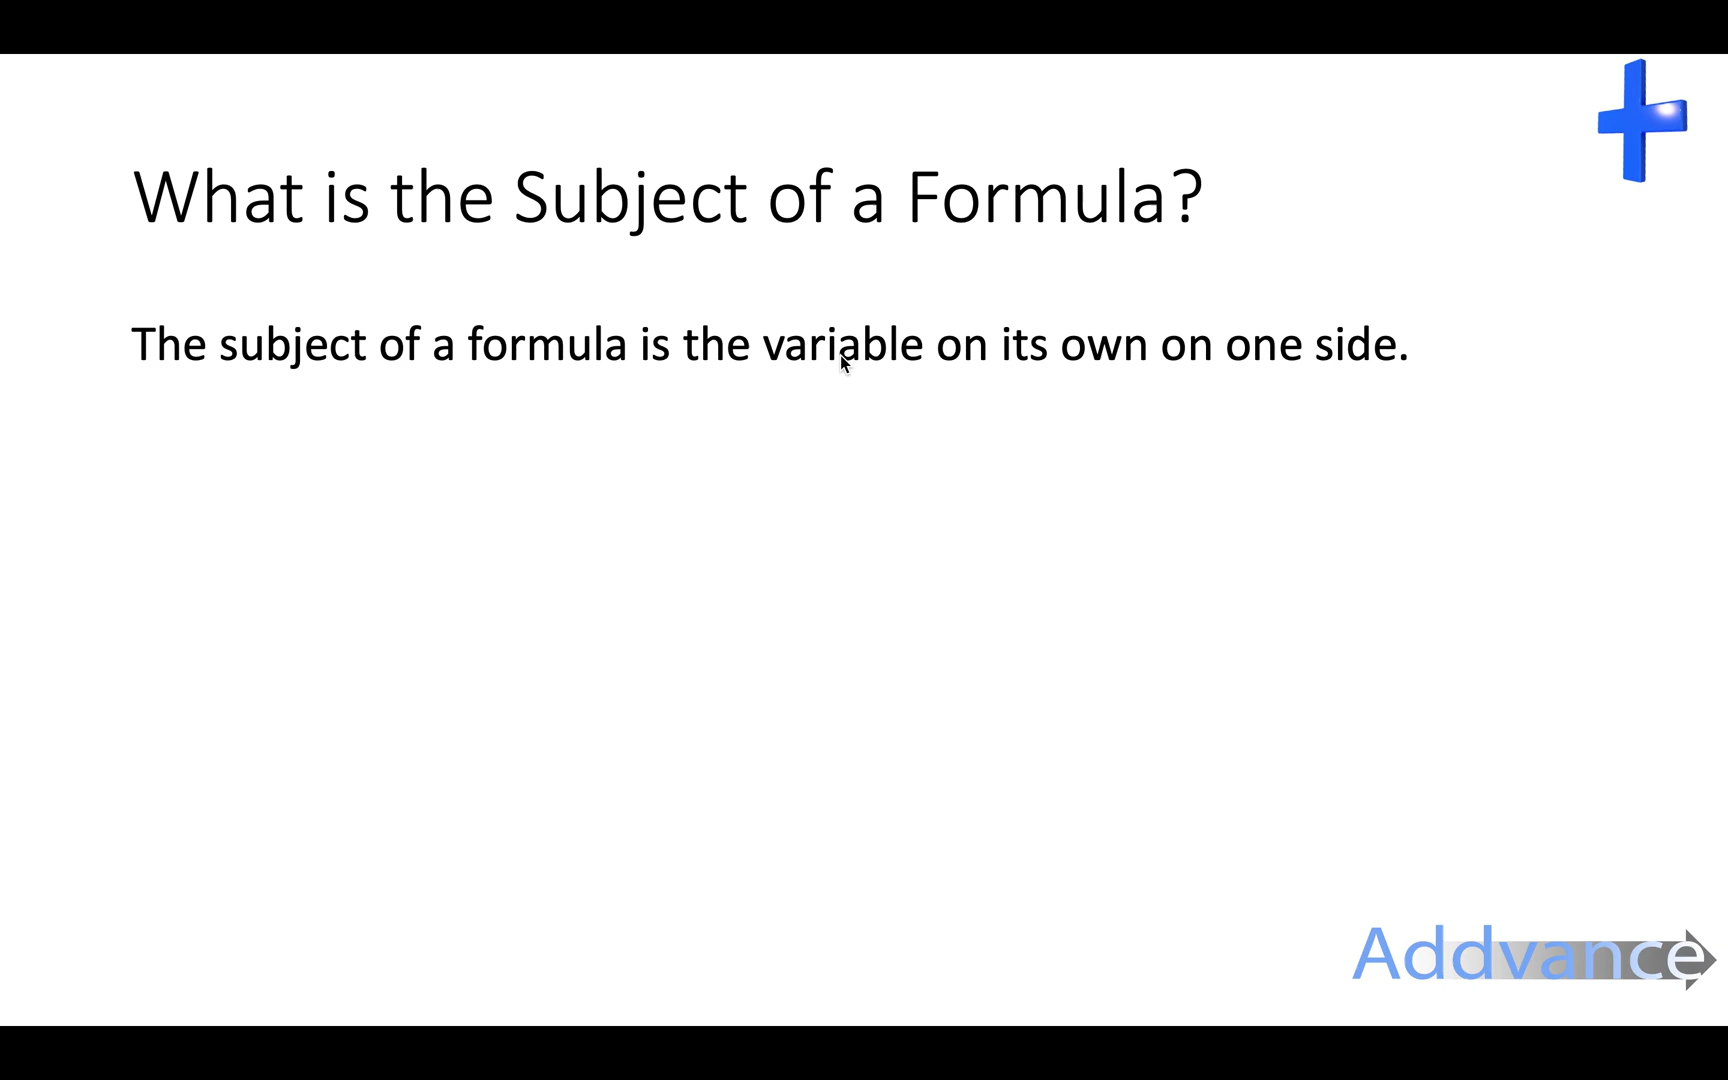 What is the Subject of a Formula?
The subject of a formula is the variable on its own on one side.
Addvance